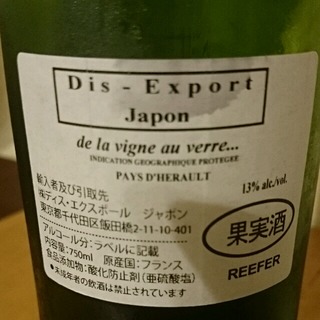 Dis - Export
Japon
de la vigne au verre...
INDICATION GEOGRAPHIQUE PROTEGEE
PAYS D'HERAULT
13% alc./vol.
輸入者及び引取先
㈱ディス・エクスポール ジャポン
東京都千代田区飯田橋2-11-10-401
アルコール分:ラベルに記載
内容量:750ml 原産国:フランス
食品添加物:酸化防止剤(亜硫酸塩)
●未成年者の飲酒は禁止されています
果実酒
REEFER